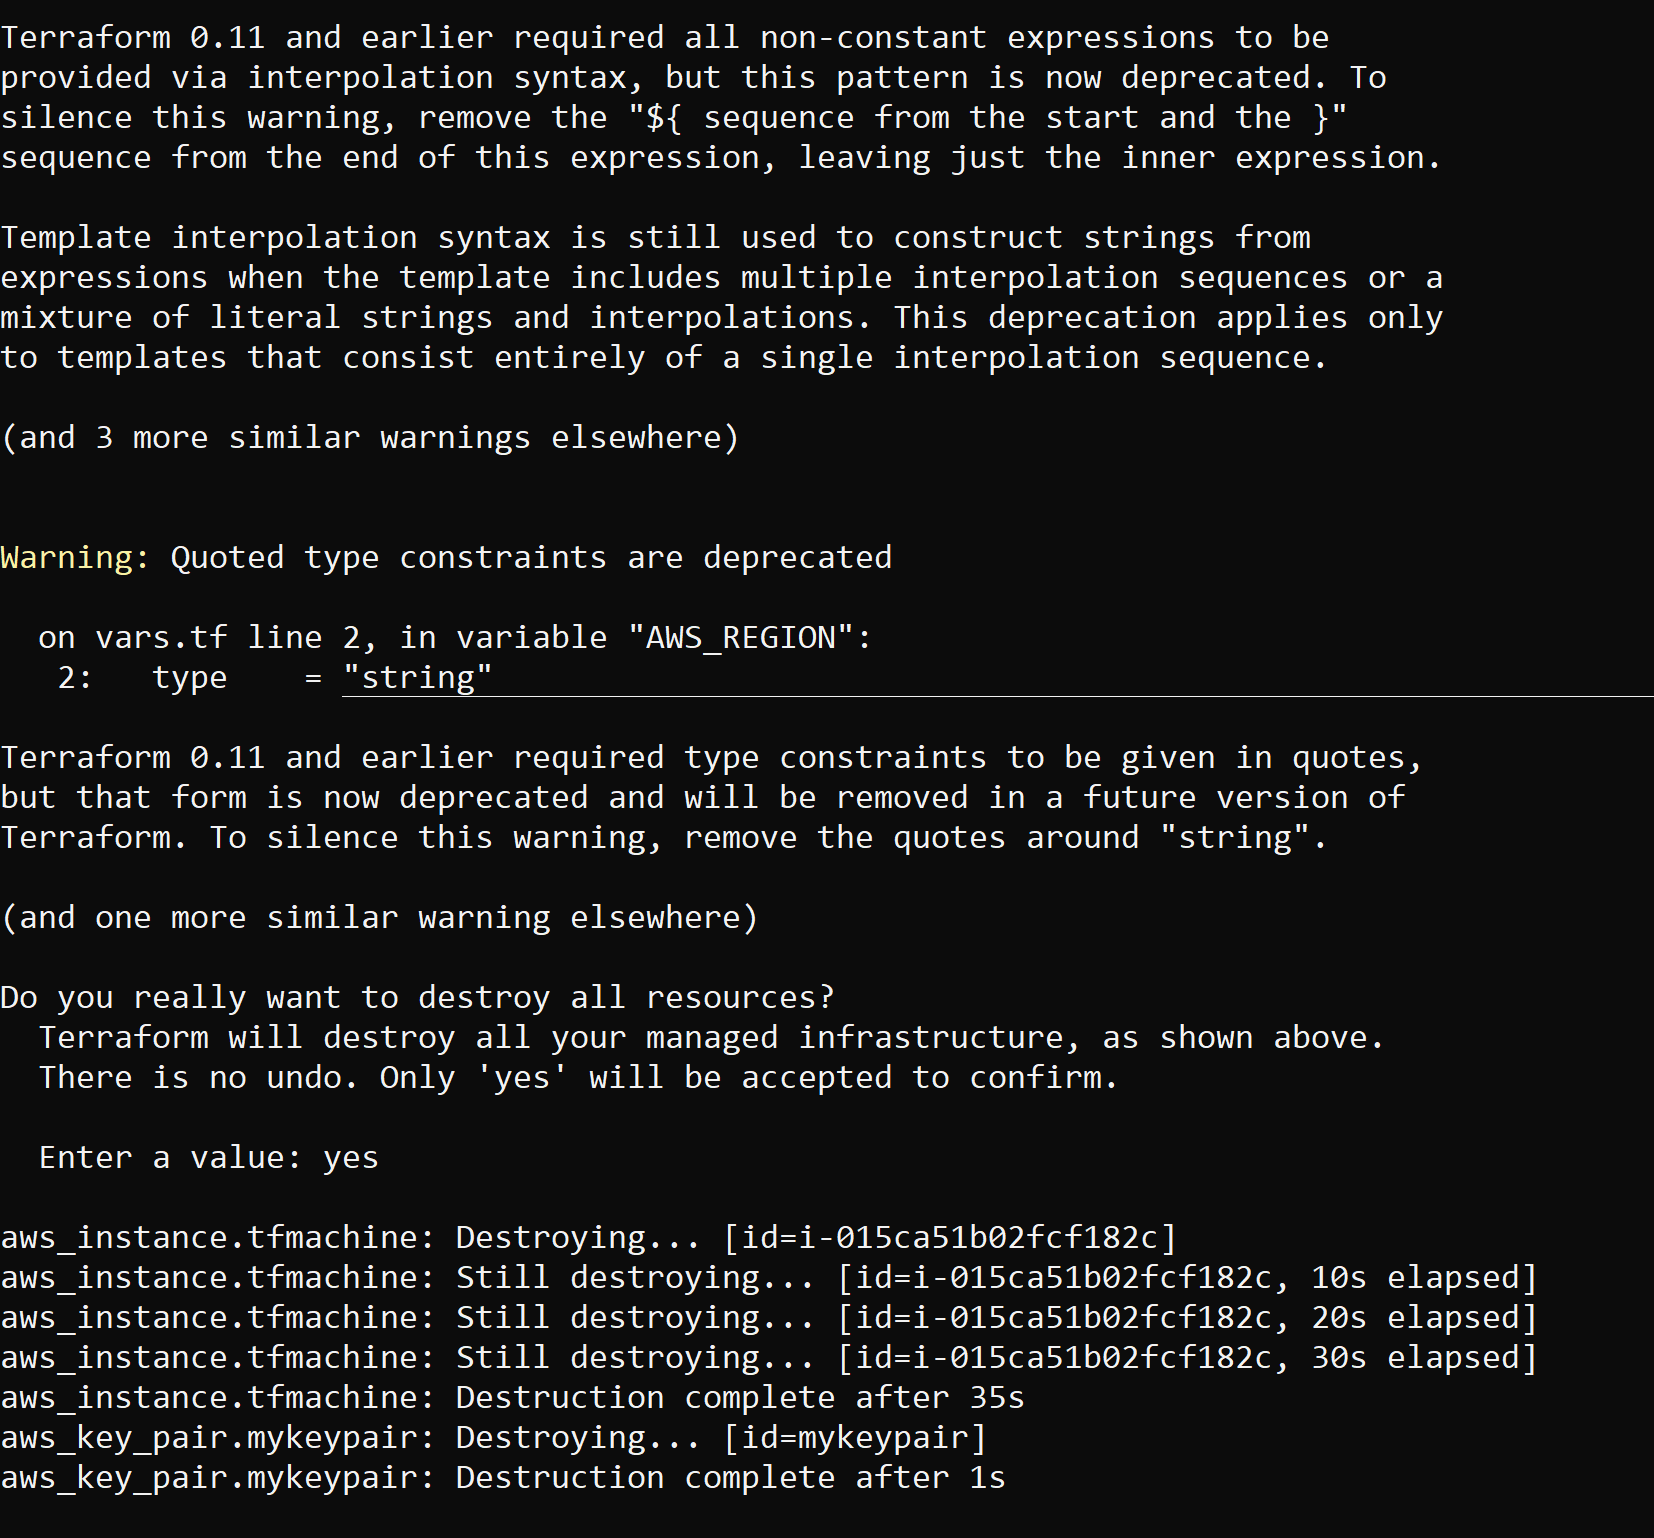 Terraform 0.11 and earlier required all non-constant expressions to be
provided via interpolation syntax, but this pattern is now deprecated. To
silence this warning, remove the "${ sequence from the start and the }"
sequence from the end of this expression, leaving just the inner expression.
Template interpolation syntax is still used to construct strings from
expressions when the template includes multiple interpolation sequences or a
mixture of literal strings and interpolations. This deprecation applies only
to templates that consist entirely of a single interpolation sequence.
(and 3 more similar warnings elsewhere)
Warning: Quoted type constraints are deprecated
  on vars.tf line 2, in variable "AWS_REGION":
   2:   type    = "string"
Terraform 0.11 and earlier required type constraints to be given in quotes,
but that form is now deprecated and will be removed in a future version of
Terraform. To silence this warning, remove the quotes around "string".
(and one more similar warning elsewhere)
Do you really want to destroy all resources?
  Terraform will destroy all your managed infrastructure, as shown above.
  There is no undo. Only 'yes' will be accepted to confirm.
  Enter a value: yes
aws_instance.tfmachine: Destroying... [id=i-015ca51b02fcf182c]
aws_instance.tfmachine: Still destroying... [id=i-015ca51b02fcf182c, 10s elapsed]
aws_instance.tfmachine: Still destroying... [id=i-015ca51b02fcf182c, 20s elapsed]
aws_instance.tfmachine: Still destroying... [id=i-015ca51b02fcf182c, 30s elapsed]
aws_instance.tfmachine: Destruction complete after 35s
aws_key_pair.mykeypair: Destroying... [id=mykeypair]
aws_key_pair.mykeypair: Destruction complete after 1s